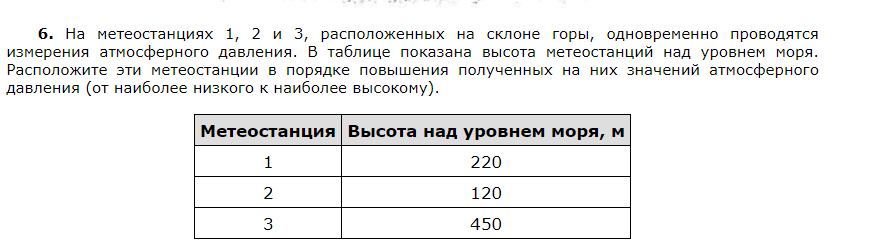 6. На метеостанциях 1, 2 и 3, расположенных на склоне горы, одновременно проводятся
измерения атмосферного давления. В таблице показана высота метеостанций над уровнем моря.
Расположите эти метеостанции в порядке повышения полученных на них значений атмосферного
давления (от наиболее низкого к наиболее высокому).
Метеостанция Высота над уровнем моря, м
1 220
2 120
3 450